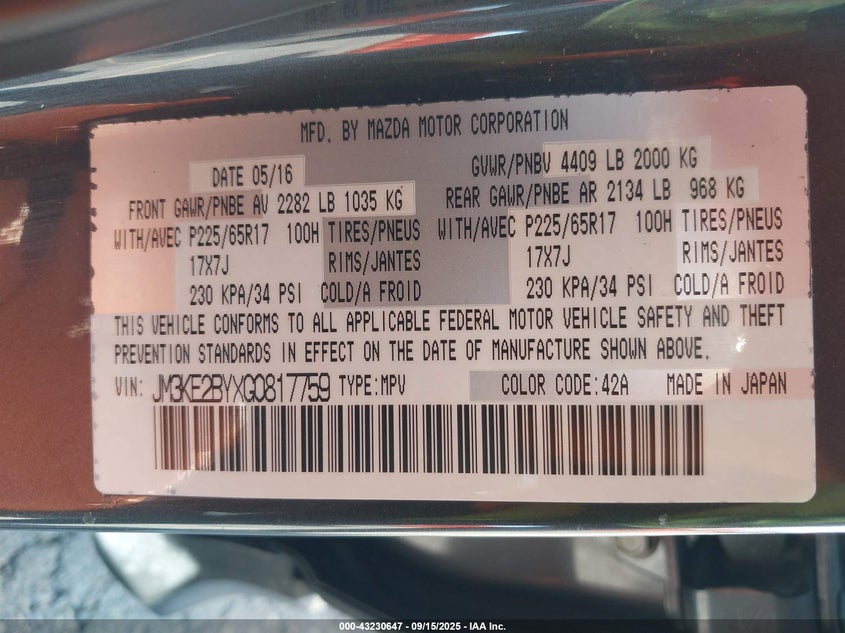 MFD. BY MAZDA MOTOR CORPORATION
DATE 05/16 GVWR/PNBV 4409 LB 2000 KG
FRONT GAWR/PNBE AV 2282 LB 1035 KG REAR GAWR/PNBE AR 2134 LB 968 KG
WITH/AVEC P225/65R17 100H TIRES/PNEUS WITH/AVEC P225/65R17 100H TIRES/PNEUS
17X7J RIMS/JANTES 17X7J RIMS/JANTES
230 KPA/34 PSI COLD/A FROID 230 KPA/34 PSI COLD/A FROID
THIS VEHICLE CONFORMS TO ALL APPLICABLE FEDERAL MOTOR VEHICLE SAFETY AND THEFT
PREVENTION STANDARDS IN EFFECT ON THE DATE OF MANUFACTURE SHOWN ABOVE.
VIN: JM3KE2BYXG0817759 TYPE:MPV COLOR CODE:42A MADE IN JAPAN
000-43230647 - 09/15/2025 - IAA Inc.